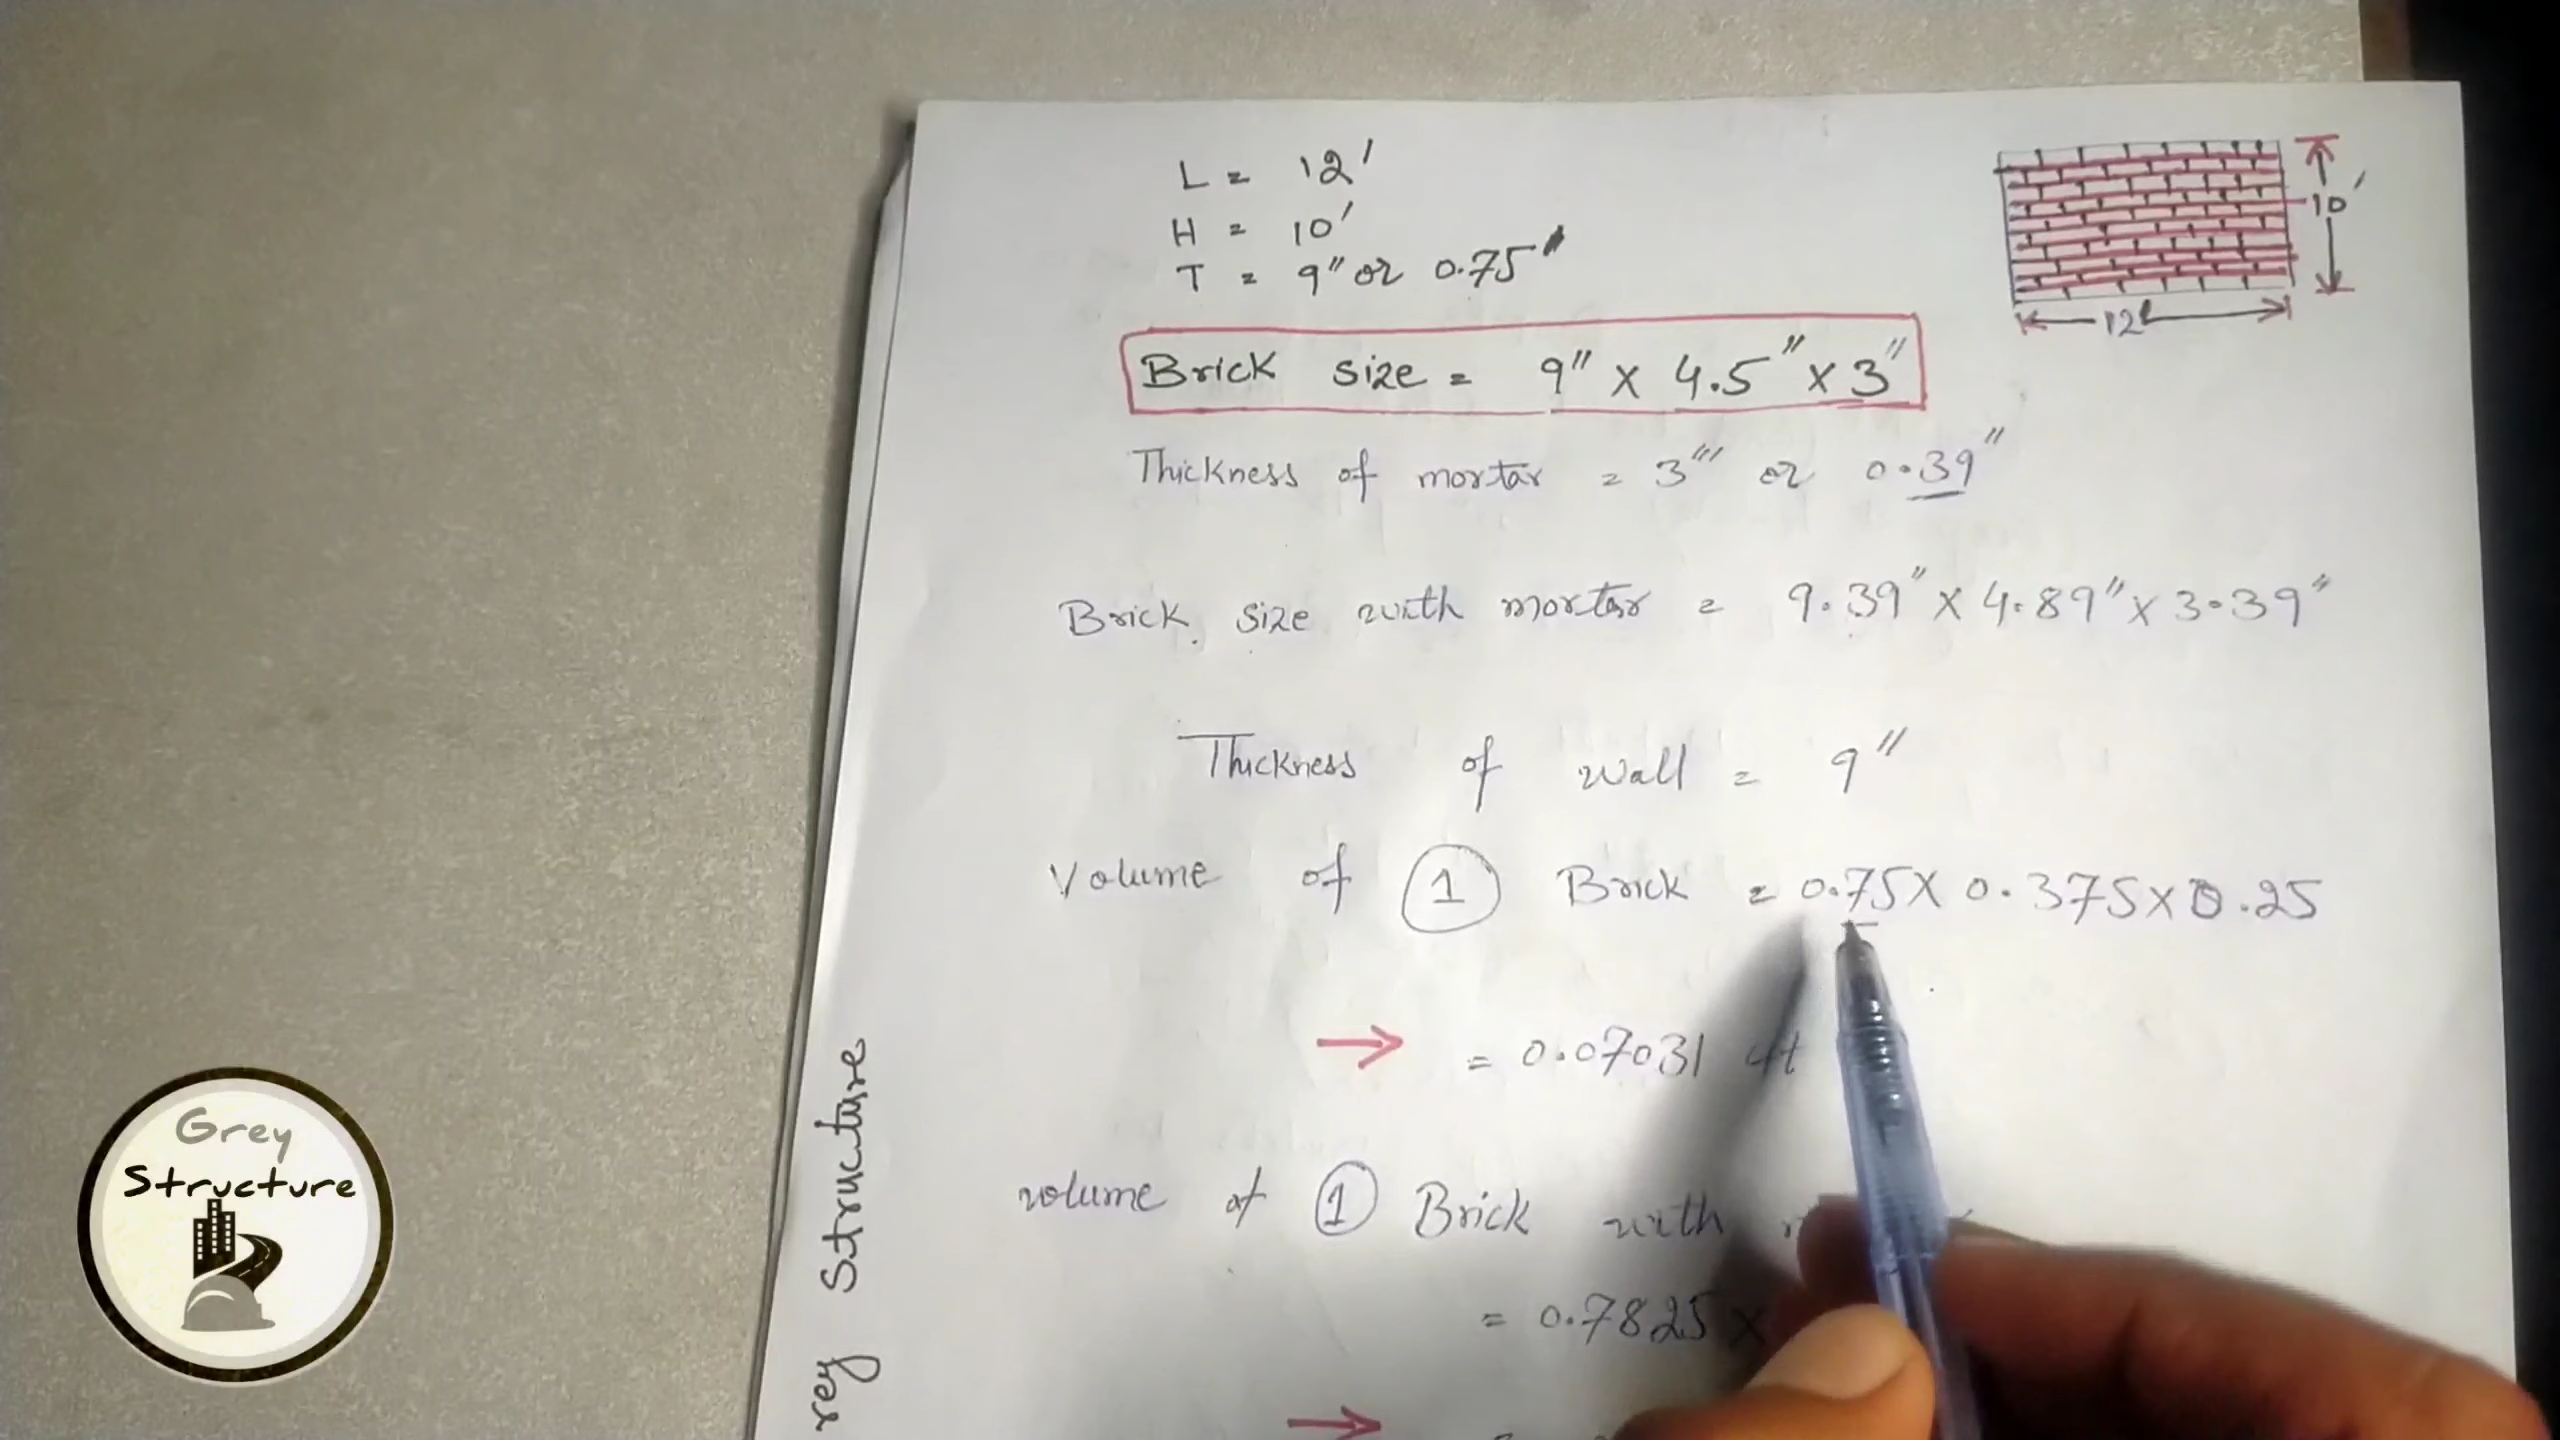 L = 12'
H = 10'
T = 9" or 0.75'
10'
12'
Brick size = 9" x 4.5" x 3"
Thickness of mortar = 3''' or 0.39"
Brick size with mortar = 9.39" x 4.89" x 3.39"
Thickness of wall = 9"
Volume of 1 Brick = 0.75 x 0.375 x 0.25
→ = 0.07031 cft
volume of 1 Brick with
= 0.7825 x
→ =
rey Structure
Grey
Structure